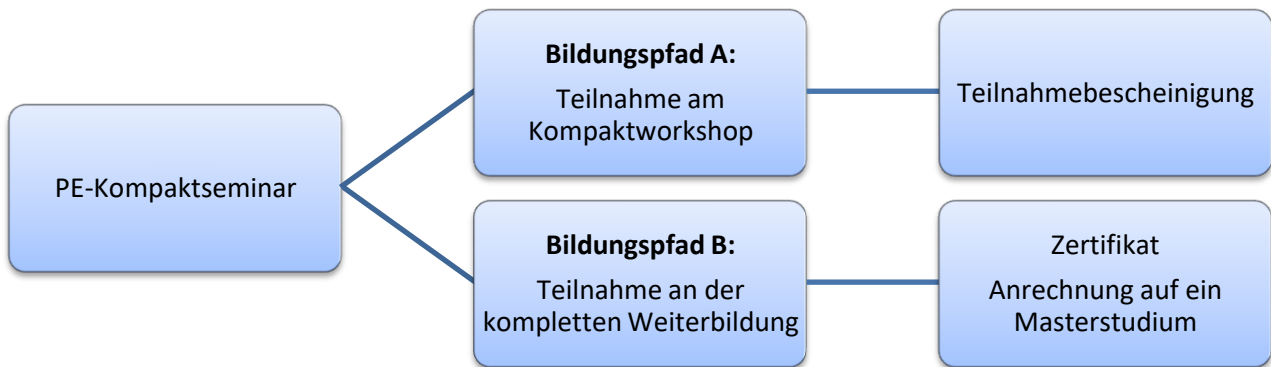 PE-Kompaktseminar
Bildungspfad A:
Teilnahme am
Kompaktworkshop
Teilnahmebescheinigung
Bildungspfad B:
Teilnahme an der
kompletten Weiterbildung
Zertifikat
Anrechnung auf ein
Masterstudium